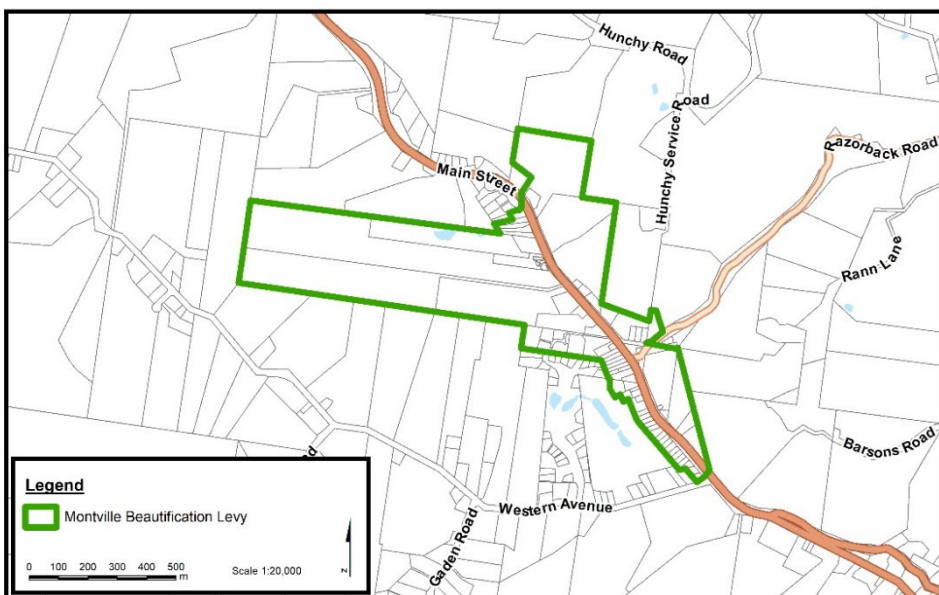 Hunchy Road
Hunchy Service Road
Razorback Road
Main Street
Rann Lane
Barsons Road
Western Avenue
Gaden Road
Legend
Montville Beautification Levy
0 100 200 300 400 500
m
Scale 1:20,000
N